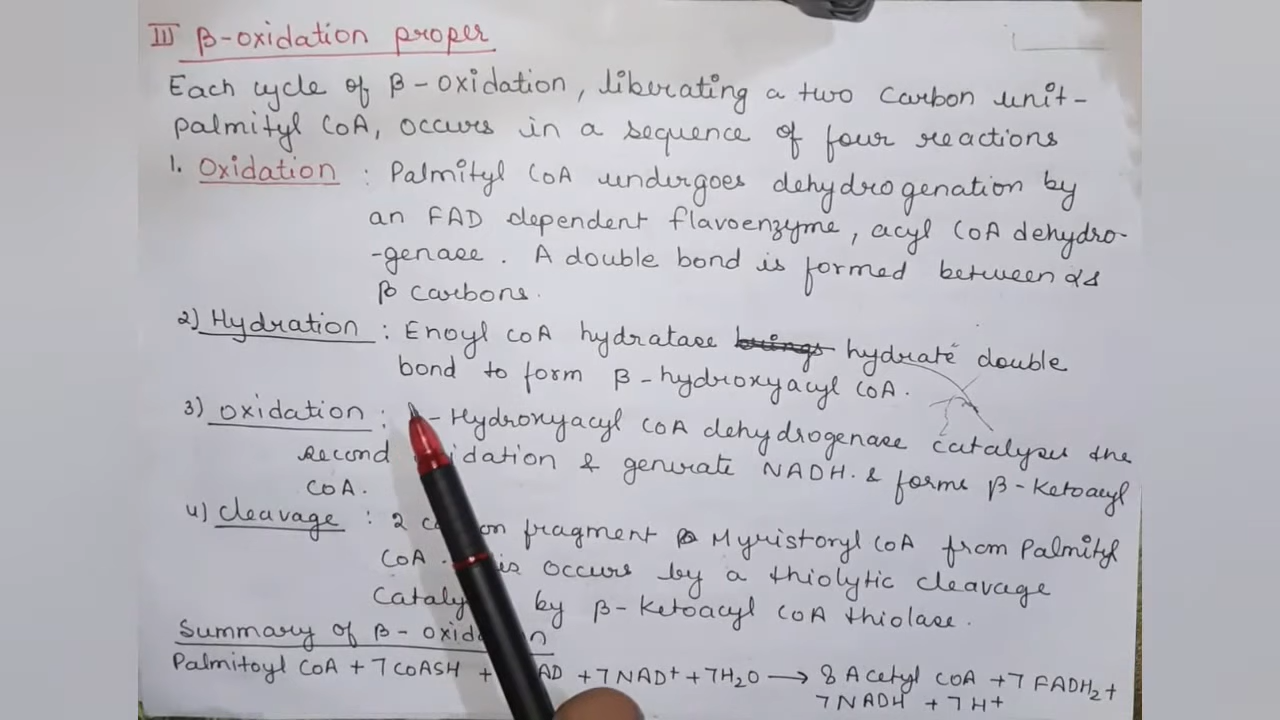 III β-oxidation proper
Each cycle of β-oxidation, liberating a two carbon unit-
palmityl CoA, occurs in a sequence of four reactions
1. Oxidation : Palmityl CoA undergoes dehydrogenation by
an FAD dependent flavoenzyme, acyl CoA dehydro-
-genase. A double bond is formed between α &
β carbons.
2) Hydration : Enoyl CoA hydratase hydrate double
bond to form β-hydroxyacyl CoA.
3) oxidation : - Hydroxyacyl CoA dehydrogenase catalyses the
second idation & generate NADH. & forms β-Ketoacyl
CoA.
4) cleavage : 2 on fragment Myristoryl CoA from Palmityl
CoA. is occurs by a thiolytic cleavage
Cataly by β-Ketoacyl CoA thiolase.
Summary of β-oxid n
Palmitoyl CoA + 7 COASH + AD + 7 NAD+ + 7H2O → 8 Acetyl CoA + 7 FADH2 +
7 NADH + 7 H+